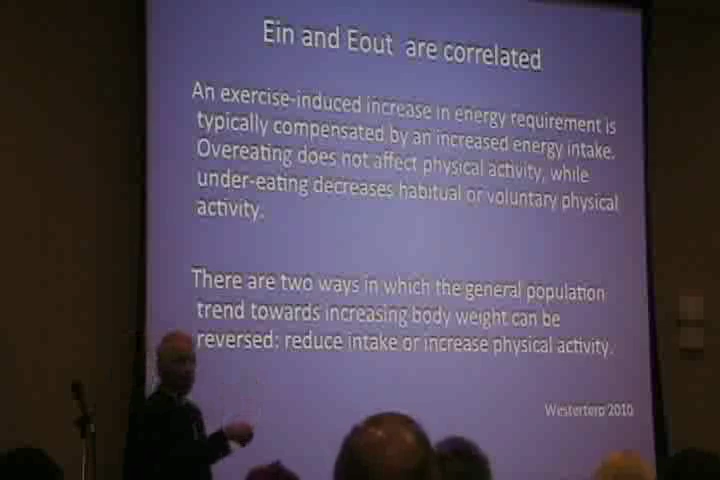 Ein and Eout are correlated
An exercise-induced increase in energy requirement is
typically compensated by an increased energy intake.
Overeating does not affect physical activity, while
under-eating decreases habitual or voluntary physical
activity.
There are two ways in which the general population
trend towards increasing body weight can be
reversed: reduce intake or increase physical activity.
Westerterp 2010